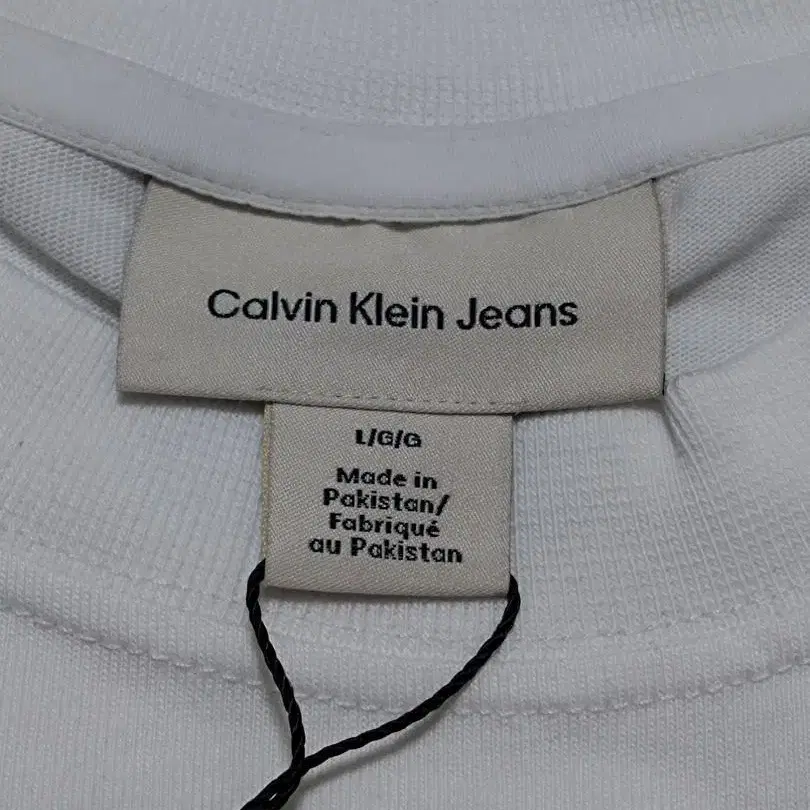 Calvin Klein Jeans
L/G/G
Made in
Pakistan/
Fabriqué
au Pakistan